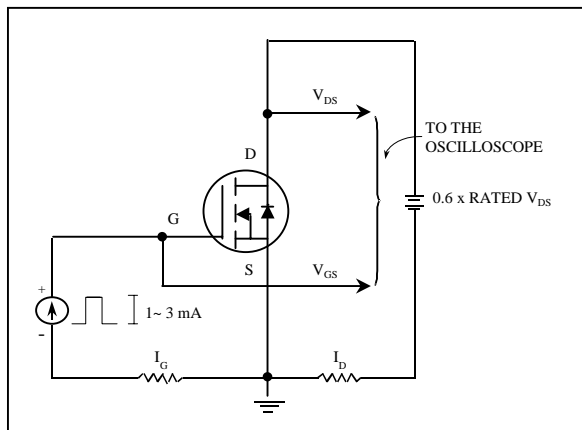 V_DS
TO THE
OSCILLOSCOPE
D
0.6 x RATED V_DS
G
S
V_GS
+
1~ 3 mA
-
I_G
I_D